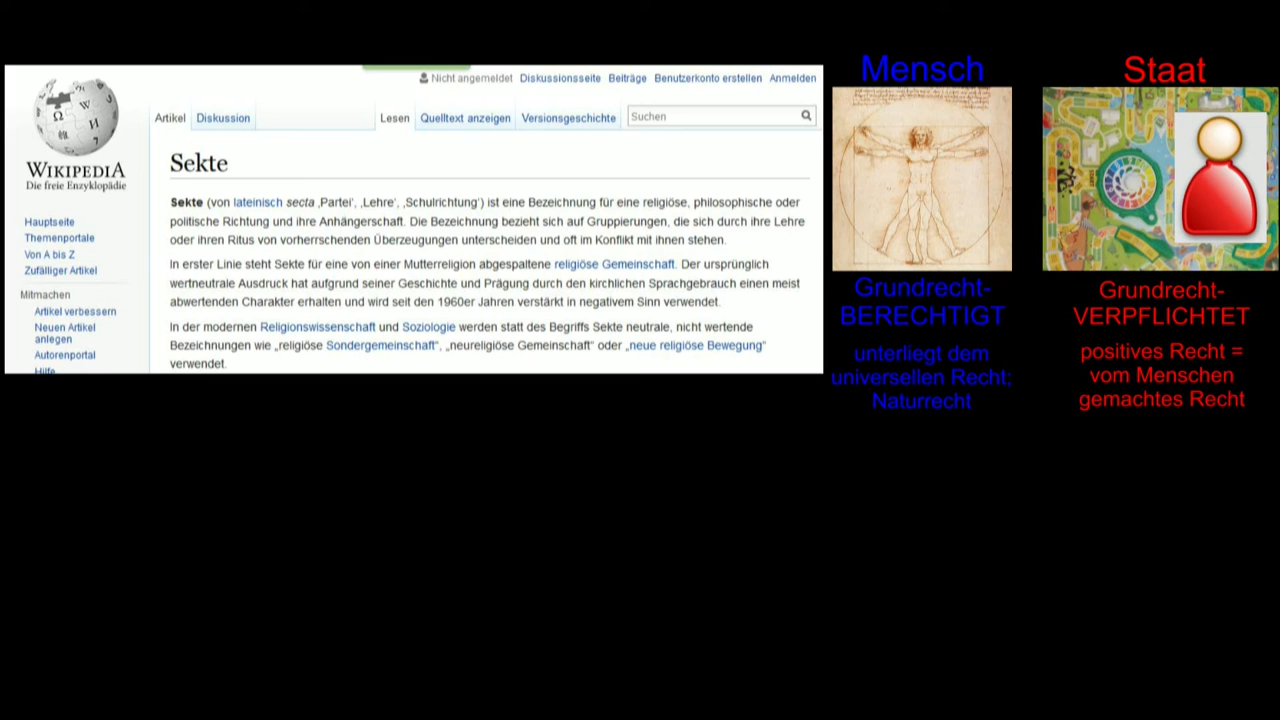 Nicht angemeldet Diskussionsseite Beiträge Benutzerkonto erstellen Anmelden
Artikel Diskussion Lesen Quelltext anzeigen Versionsgeschichte Suchen
WIKIPEDIA
Die freie Enzyklopädie
Hauptseite
Themenportale
Von A bis Z
Zufälliger Artikel
Mitmachen
Artikel verbessern
Neuen Artikel
anlegen
Autorenportal
Hilfe
Sekte
Sekte (von lateinisch secta ‚Partei‘, ‚Lehre‘, ‚Schulrichtung‘) ist eine Bezeichnung für eine religiöse, philosophische oder
politische Richtung und ihre Anhängerschaft. Die Bezeichnung bezieht sich auf Gruppierungen, die sich durch ihre Lehre
oder ihren Ritus von vorherrschenden Überzeugungen unterscheiden und oft im Konflikt mit ihnen stehen.
In erster Linie steht Sekte für eine von einer Mutterreligion abgespaltene religiöse Gemeinschaft. Der ursprünglich
wertneutrale Ausdruck hat aufgrund seiner Geschichte und Prägung durch den kirchlichen Sprachgebrauch einen meist
abwertenden Charakter erhalten und wird seit den 1960er Jahren verstärkt in negativem Sinn verwendet.
In der modernen Religionswissenschaft und Soziologie werden statt des Begriffs Sekte neutrale, nicht wertende
Bezeichnungen wie „religiöse Sondergemeinschaft“, „neureligiöse Gemeinschaft“ oder „neue religiöse Bewegung“
verwendet.
Mensch
Grundrecht-
BERECHTIGT
unterliegt dem
universellen Recht;
Naturrecht
Staat
Grundrecht-
VERPFLICHTET
positives Recht =
vom Menschen
gemachtes Recht